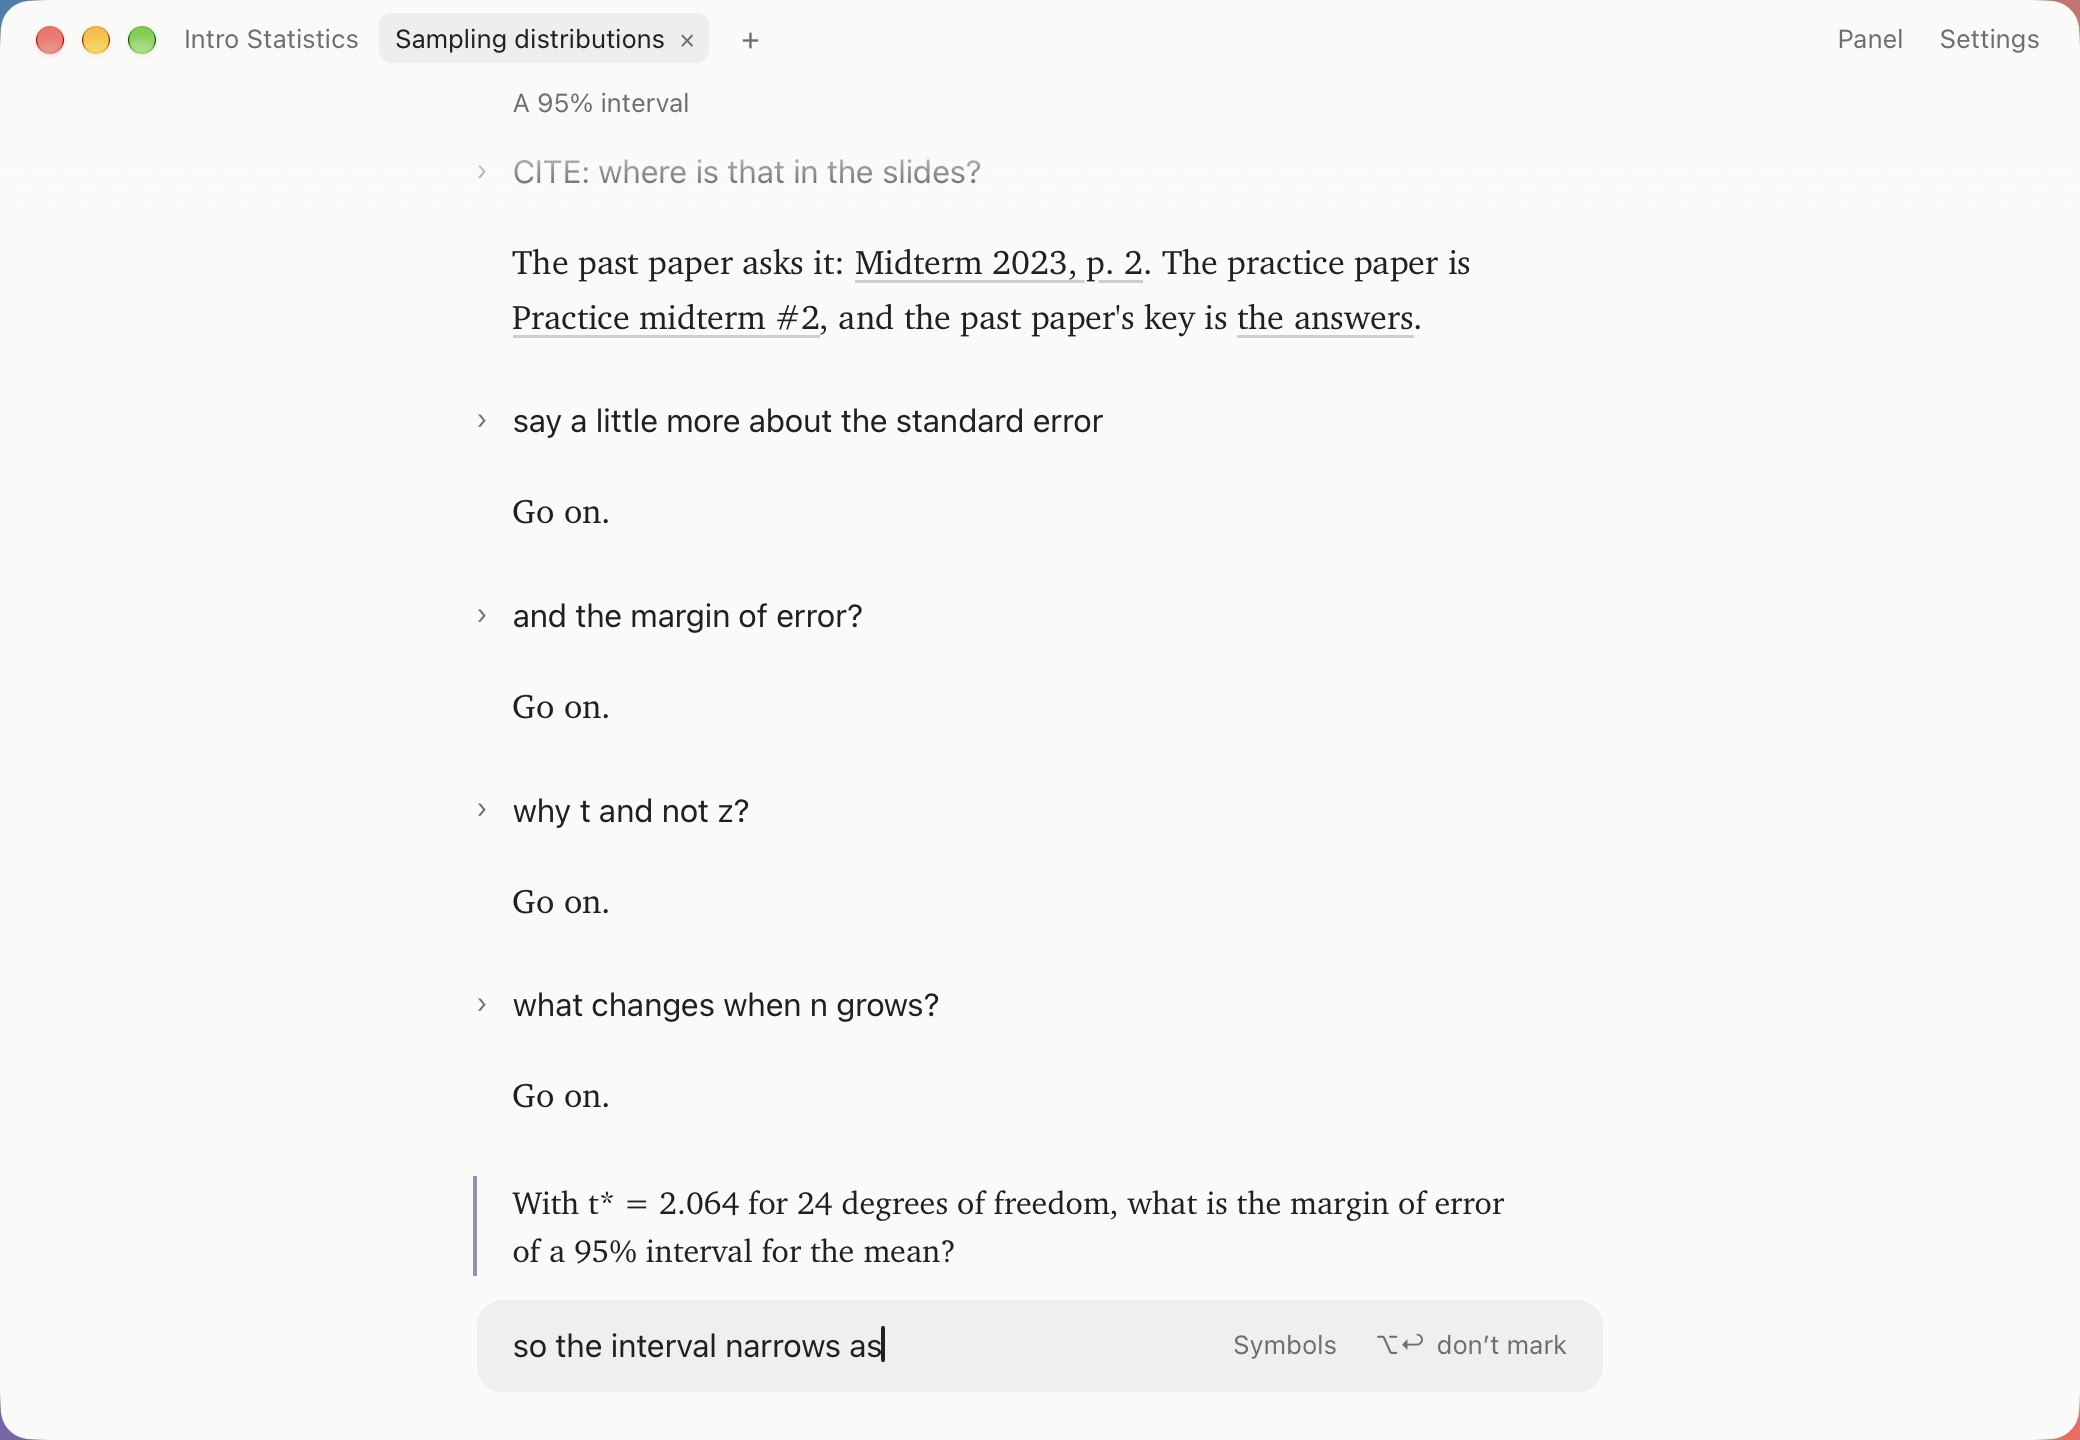 Intro Statistics
Sampling distributions ×
+
Panel
Settings
A 95% interval
› CITE: where is that in the slides?
The past paper asks it: Midterm 2023, p. 2. The practice paper is
Practice midterm #2, and the past paper's key is the answers.
› say a little more about the standard error
Go on.
› and the margin of error?
Go on.
› why t and not z?
Go on.
› what changes when n grows?
Go on.
With t* = 2.064 for 24 degrees of freedom, what is the margin of error
of a 95% interval for the mean?
so the interval narrows as
Symbols
⌥↩ don’t mark